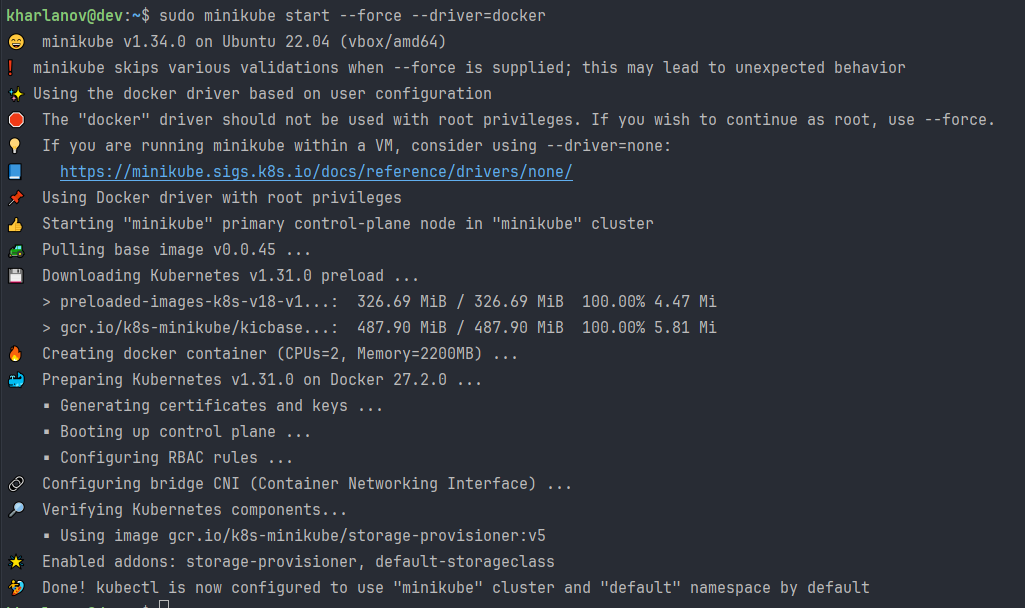 kharlanov@dev:~$ sudo minikube start --force --driver=docker
😄  minikube v1.34.0 on Ubuntu 22.04 (vbox/amd64)
❗  minikube skips various validations when --force is supplied; this may lead to unexpected behavior
✨  Using the docker driver based on user configuration
🛑  The "docker" driver should not be used with root privileges. If you wish to continue as root, use --force.
💡  If you are running minikube within a VM, consider using --driver=none:
📘    https://minikube.sigs.k8s.io/docs/reference/drivers/none/
📌  Using Docker driver with root privileges
👍  Starting "minikube" primary control-plane node in "minikube" cluster
🚜  Pulling base image v0.0.45 ...
💾  Downloading Kubernetes v1.31.0 preload ...
    > preloaded-images-k8s-v18-v1...:  326.69 MiB / 326.69 MiB  100.00% 4.47 Mi
    > gcr.io/k8s-minikube/kicbase...:  487.90 MiB / 487.90 MiB  100.00% 5.81 Mi
🔥  Creating docker container (CPUs=2, Memory=2200MB) ...
🐳  Preparing Kubernetes v1.31.0 on Docker 27.2.0 ...
    ▪ Generating certificates and keys ...
    ▪ Booting up control plane ...
    ▪ Configuring RBAC rules ...
🔗  Configuring bridge CNI (Container Networking Interface) ...
🔎  Verifying Kubernetes components...
    ▪ Using image gcr.io/k8s-minikube/storage-provisioner:v5
🌟  Enabled addons: storage-provisioner, default-storageclass
🏄  Done! kubectl is now configured to use "minikube" cluster and "default" namespace by default